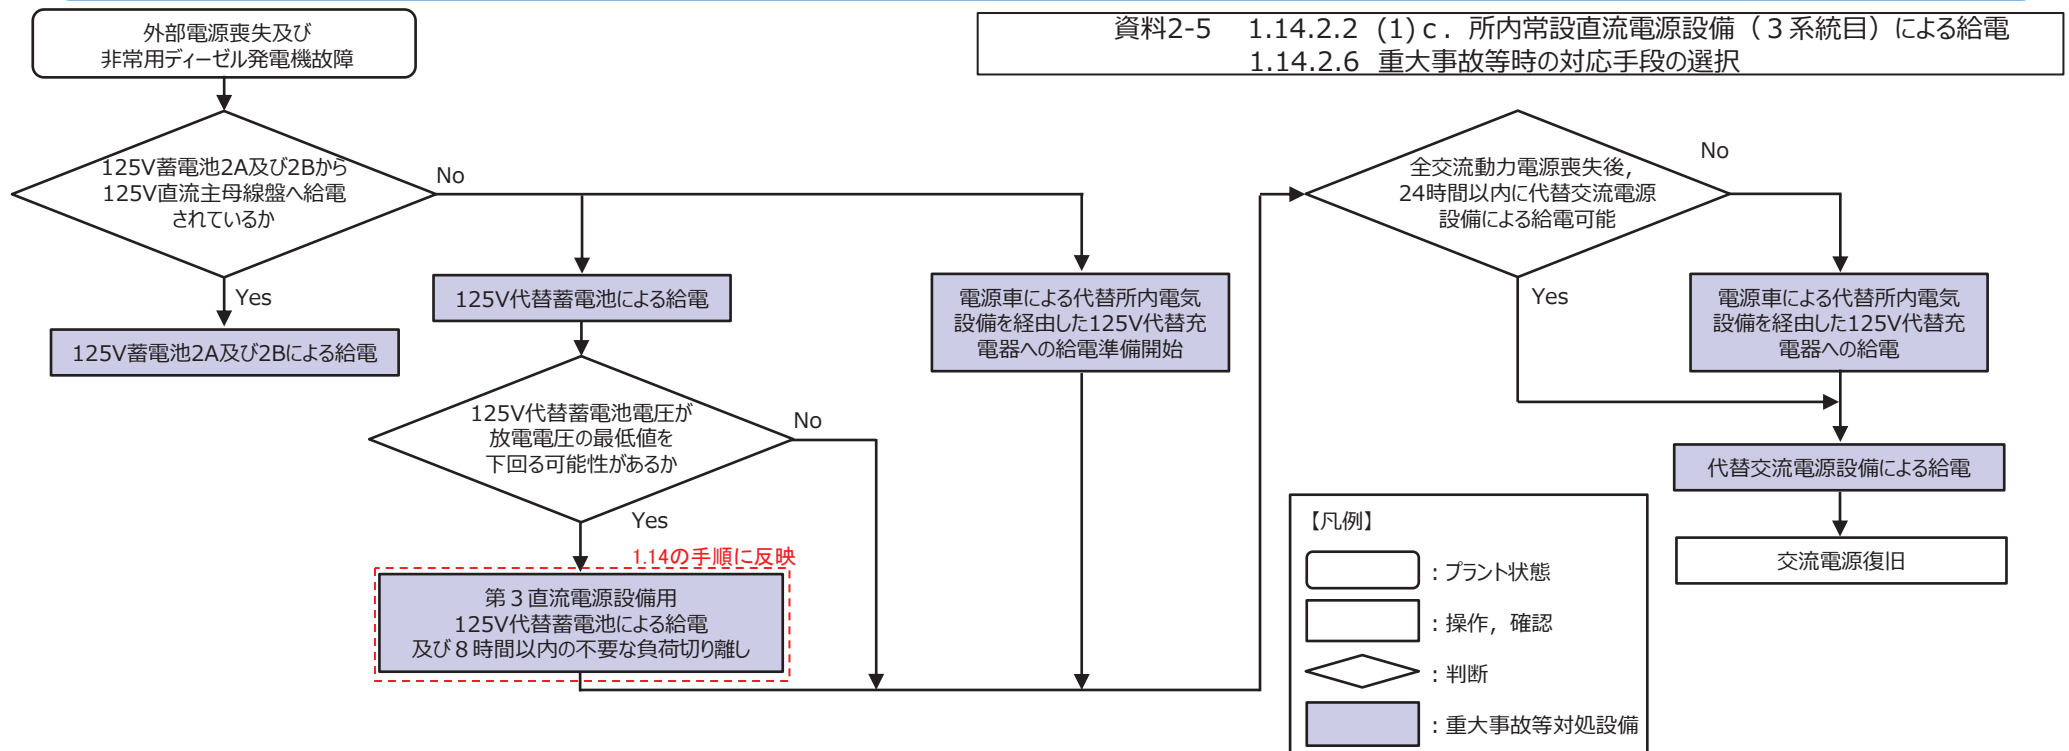 資料2-5 1.14.2.2 (1)c. 所内常設直流電源設備（3系統目）による給電
1.14.2.6 重大事故等時の対応手段の選択
外部電源喪失及び
非常用ディーゼル発電機故障
125V蓄電池2A及び2Bから
125V直流主母線盤へ給電
されているか
No
Yes
125V蓄電池2A及び2Bによる給電
125V代替蓄電池による給電
125V代替蓄電池電圧が
放電電圧の最低値を
下回る可能性があるか
No
Yes
1.14の手順に反映
第３直流電源設備用
125V代替蓄電池による給電
及び８時間以内の不要な負荷切り離し
電源車による代替所内電気
設備を経由した125V代替充
電器への給電準備開始
全交流動力電源喪失後，
24時間以内に代替交流電源
設備による給電可能
No
Yes
電源車による代替所内電気
設備を経由した125V代替充
電器への給電
代替交流電源設備による給電
交流電源復旧
【凡例】
：プラント状態
：操作，確認
：判断
：重大事故等対処設備